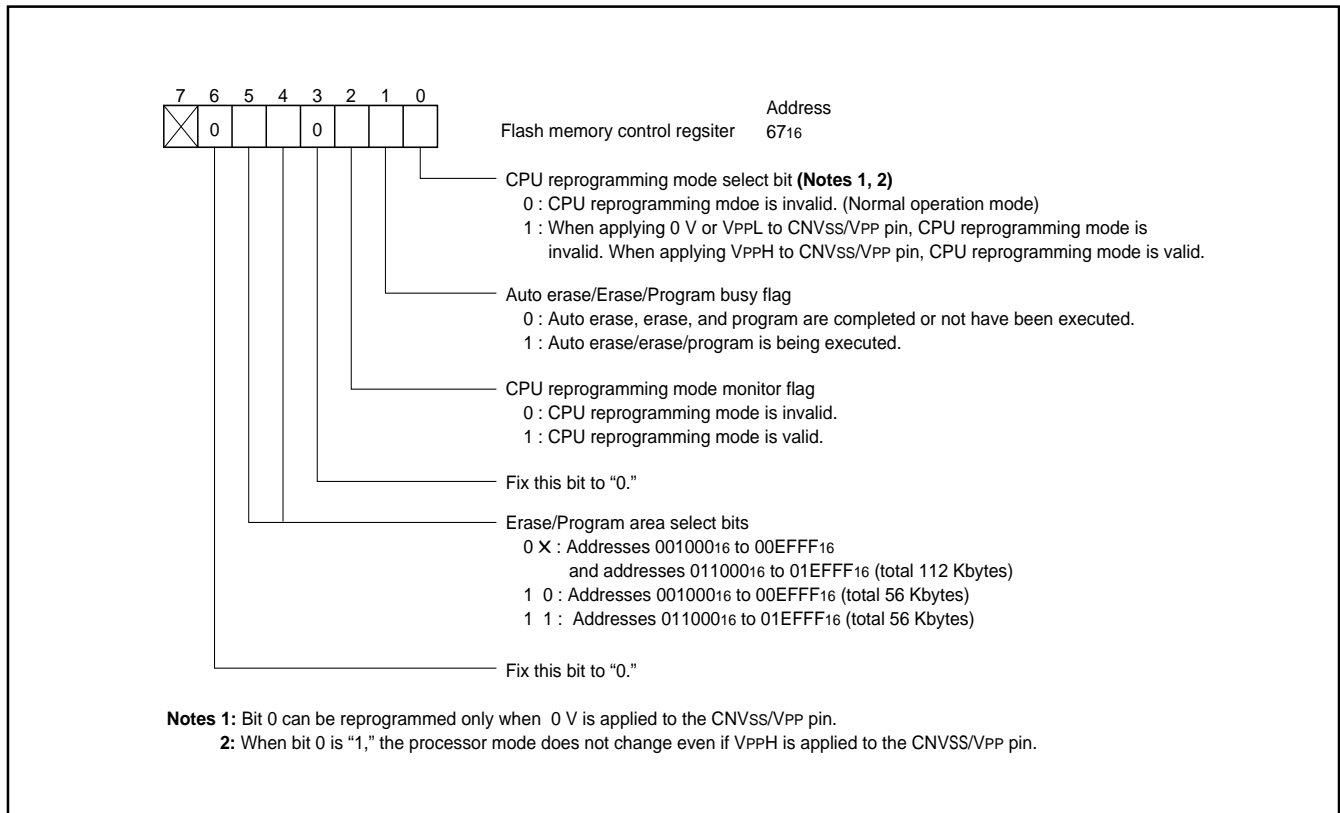 7 6 5 4 3 2 1 0
0 0
Address
Flash memory control regsiter 6716
CPU reprogramming mode select bit (Notes 1, 2)
0 : CPU reprogramming mdoe is invalid. (Normal operation mode)
1 : When applying 0 V or VPPL to CNVSS/VPP pin, CPU reprogramming mode is
invalid. When applying VPPH to CNVSS/VPP pin, CPU reprogramming mode is valid.
Auto erase/Erase/Program busy flag
0 : Auto erase, erase, and program are completed or not have been executed.
1 : Auto erase/erase/program is being executed.
CPU reprogramming mode monitor flag
0 : CPU reprogramming mode is invalid.
1 : CPU reprogramming mode is valid.
Fix this bit to “0.”
Erase/Program area select bits
0 X : Addresses 00100016 to 00EFFF16
and addresses 01100016 to 01EFFF16 (total 112 Kbytes)
1 0 : Addresses 00100016 to 00EFFF16 (total 56 Kbytes)
1 1 : Addresses 01100016 to 01EFFF16 (total 56 Kbytes)
Fix this bit to “0.”
Notes 1: Bit 0 can be reprogrammed only when 0 V is applied to the CNVSS/VPP pin.
2: When bit 0 is “1,” the processor mode does not change even if VPPH is applied to the CNVSS/VPP pin.